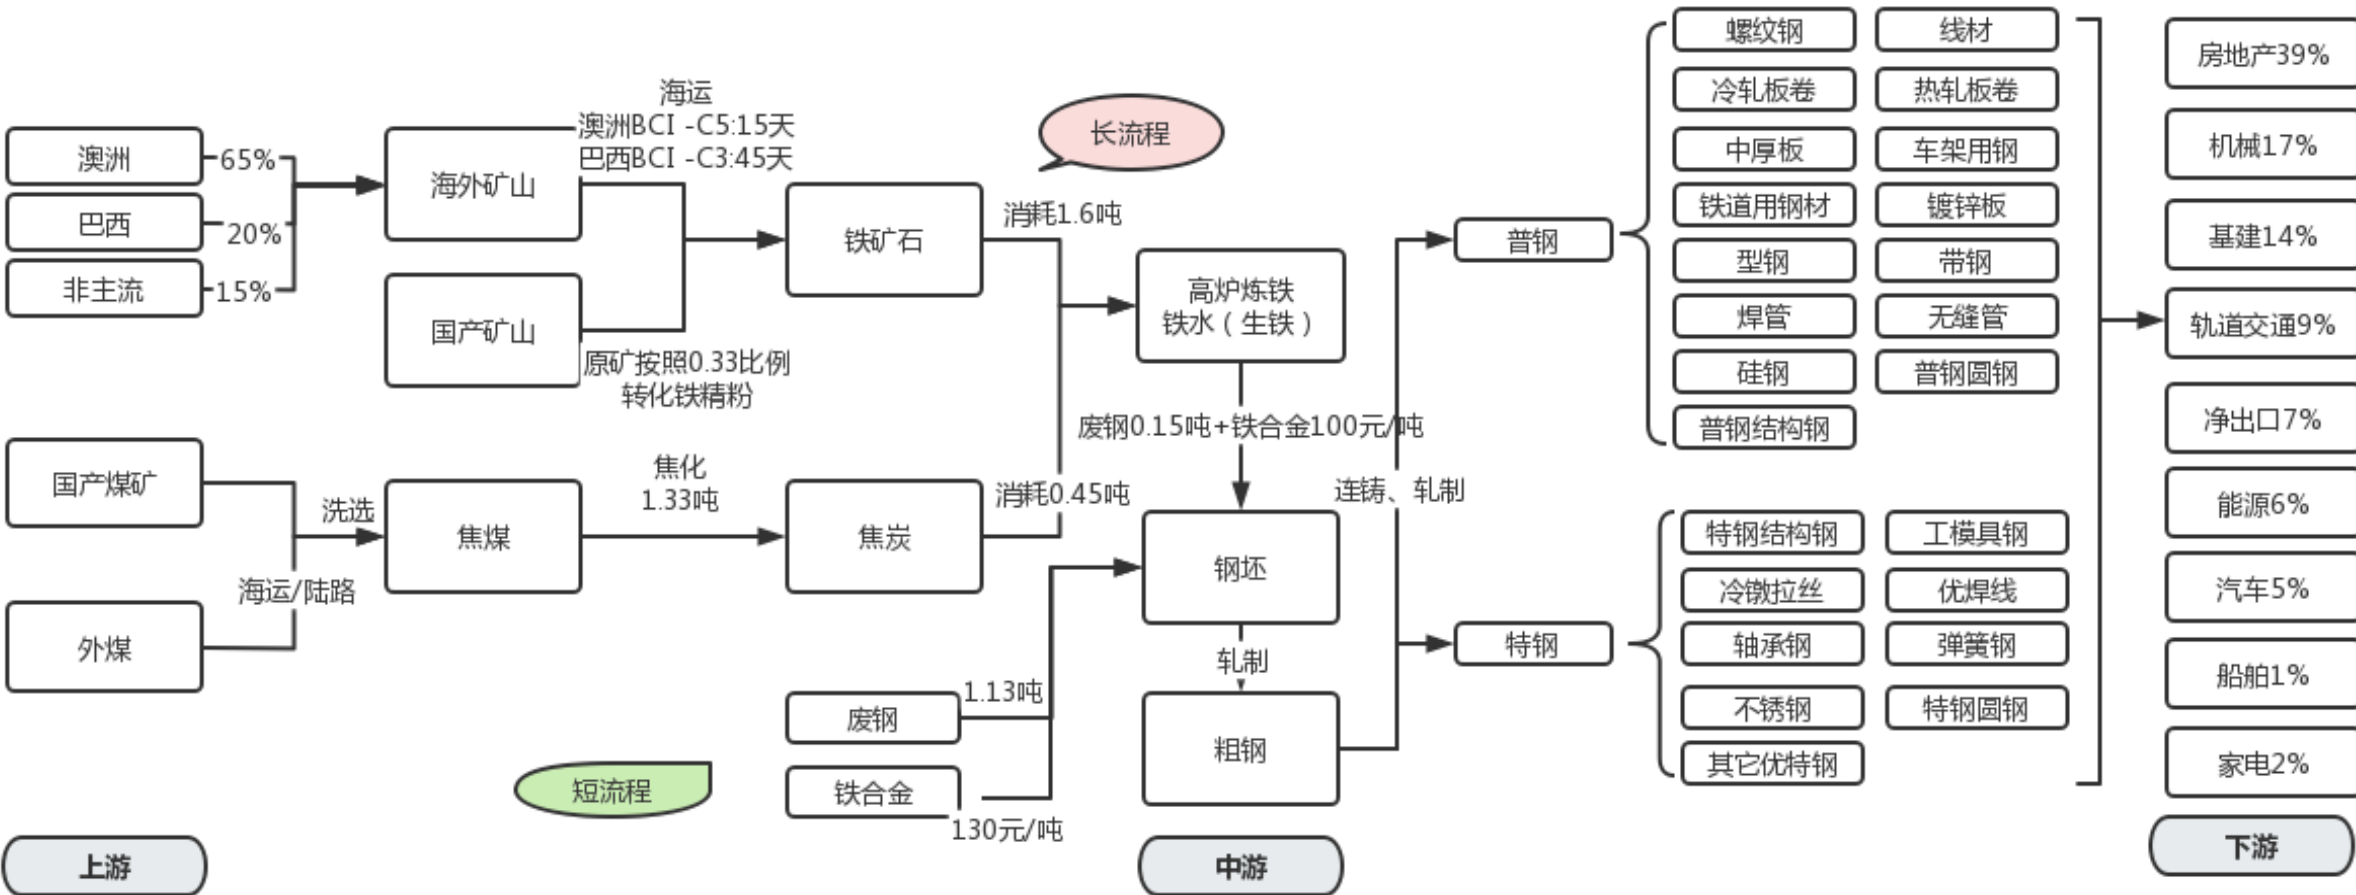 澳洲
65%
巴西
20%
非主流
15%
海外矿山
海运
澳洲BCI -C5:15天
巴西BCI -C3:45天
国产矿山
原矿按照0.33比例
转化铁精粉
铁矿石
消耗1.6吨
长流程
国产煤矿
外煤
洗选
海运/陆路
焦煤
焦化
1.33吨
焦炭
消耗0.45吨
高炉炼铁
铁水（生铁）
废钢0.15吨+铁合金100元/吨
钢坯
轧制
粗钢
废钢
1.13吨
铁合金
130元/吨
短流程
连铸、轧制
普钢
螺纹钢
线材
冷轧板卷
热轧板卷
中厚板
车架用钢
铁道用钢材
镀锌板
型钢
带钢
焊管
无缝管
硅钢
普钢圆钢
普钢结构钢
特钢
特钢结构钢
工模具钢
冷镦拉丝
优焊线
轴承钢
弹簧钢
不锈钢
特钢圆钢
其它优特钢
房地产39%
机械17%
基建14%
轨道交通9%
净出口7%
能源6%
汽车5%
船舶1%
家电2%
上游
中游
下游